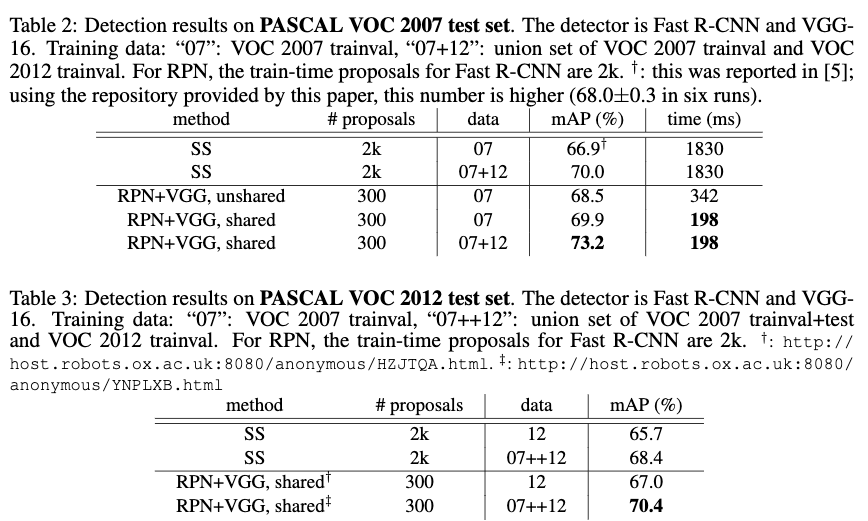 Table 2: Detection results on PASCAL VOC 2007 test set. The detector is Fast R-CNN and VGG-
16. Training data: “07”: VOC 2007 trainval, “07+12”: union set of VOC 2007 trainval and VOC
2012 trainval. For RPN, the train-time proposals for Fast R-CNN are 2k. †: this was reported in [5];
using the repository provided by this paper, this number is higher (68.0±0.3 in six runs).
method # proposals data mAP (%) time (ms)
SS 2k 07 66.9† 1830
SS 2k 07+12 70.0 1830
RPN+VGG, unshared 300 07 68.5 342
RPN+VGG, shared 300 07 69.9 198
RPN+VGG, shared 300 07+12 73.2 198
Table 3: Detection results on PASCAL VOC 2012 test set. The detector is Fast R-CNN and VGG-
16. Training data: “07”: VOC 2007 trainval, “07++12”: union set of VOC 2007 trainval+test
and VOC 2012 trainval. For RPN, the train-time proposals for Fast R-CNN are 2k. †: http://
host.robots.ox.ac.uk:8080/anonymous/HZJTQA.html. ‡: http://host.robots.ox.ac.uk:8080/
anonymous/YNPLXB.html
method # proposals data mAP (%)
SS 2k 12 65.7
SS 2k 07++12 68.4
RPN+VGG, shared† 300 12 67.0
RPN+VGG, shared‡ 300 07++12 70.4